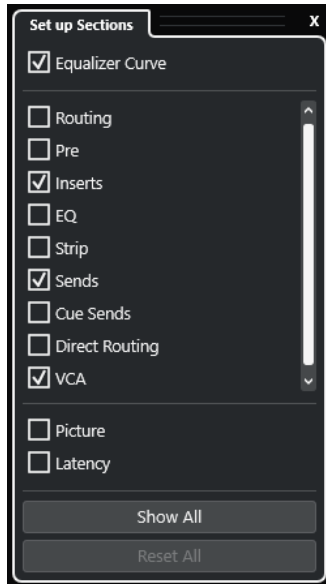 Set up Sections
X
Equalizer Curve
Routing
Pre
Inserts
EQ
Strip
Sends
Cue Sends
Direct Routing
VCA
Picture
Latency
Show All
Reset All